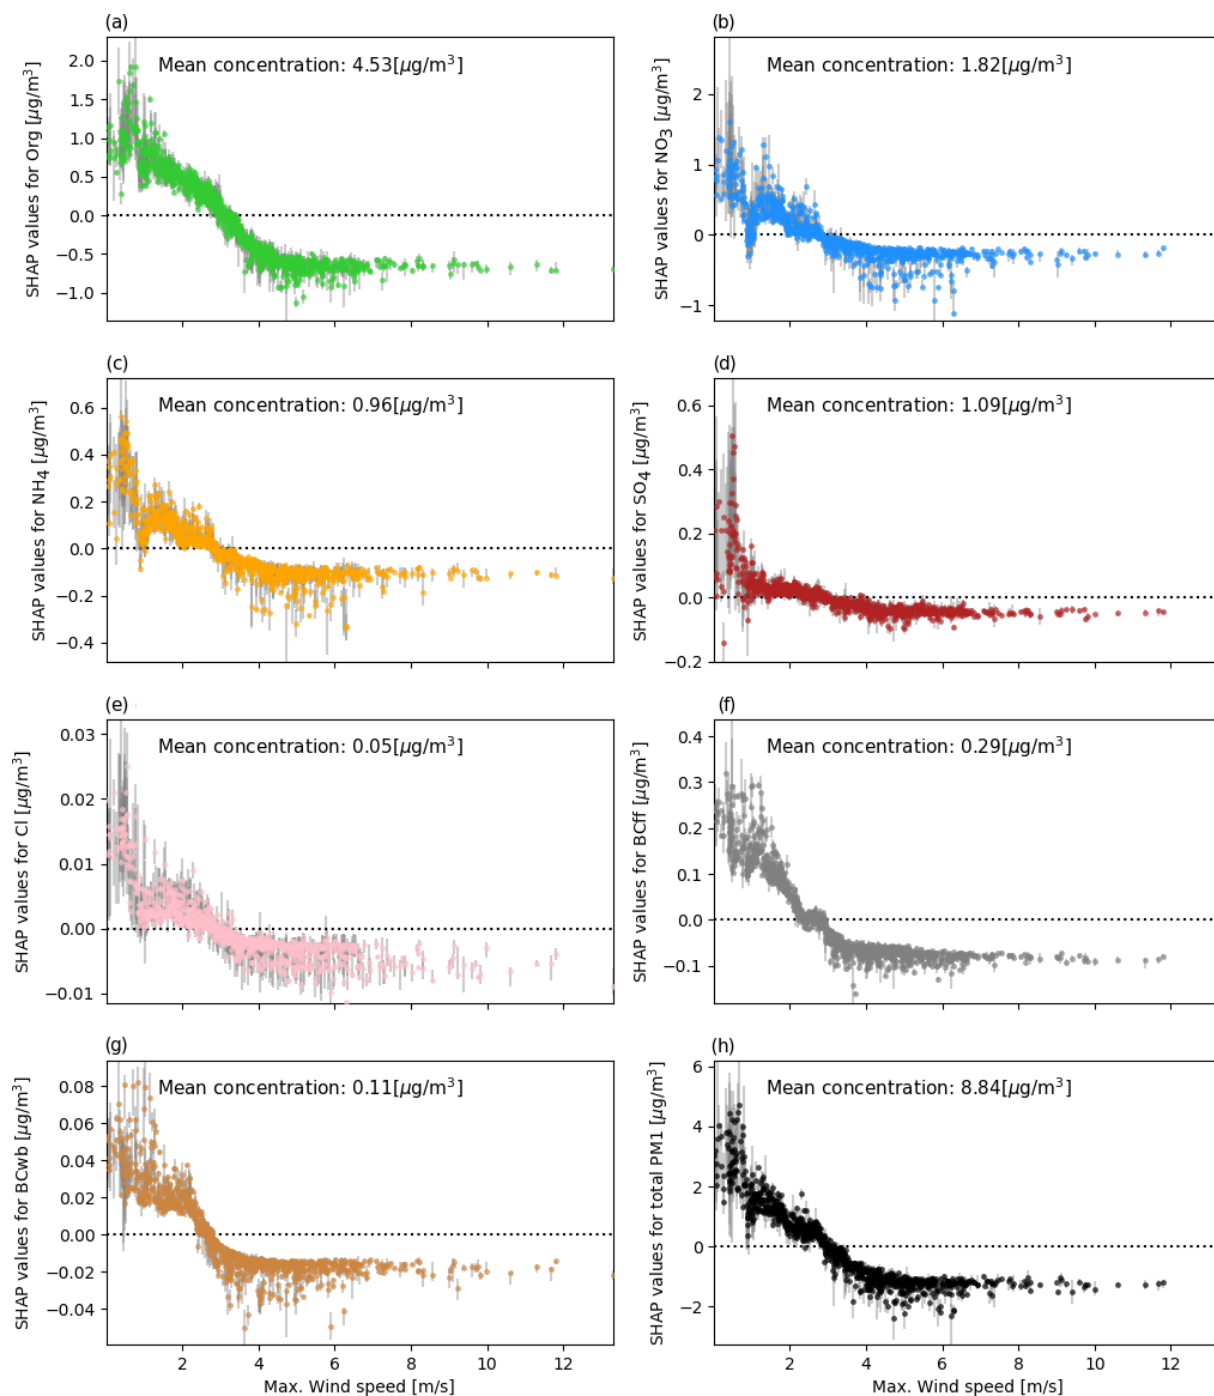 (a)
Mean concentration: 4.53[μg/m³]
SHAP values for Org [μg/m³]
2.0
1.5
1.0
0.5
0.0
−0.5
−1.0
(b)
Mean concentration: 1.82[μg/m³]
SHAP values for NO₃ [μg/m³]
2
1
0
−1
(c)
Mean concentration: 0.96[μg/m³]
SHAP values for NH₄ [μg/m³]
0.6
0.4
0.2
0.0
−0.2
−0.4
(d)
Mean concentration: 1.09[μg/m³]
SHAP values for SO₄ [μg/m³]
0.6
0.4
0.2
0.0
−0.2
(e)
Mean concentration: 0.05[μg/m³]
SHAP values for Cl [μg/m³]
0.03
0.02
0.01
0.00
−0.01
(f)
Mean concentration: 0.29[μg/m³]
SHAP values for BCff [μg/m³]
0.4
0.3
0.2
0.1
0.0
−0.1
(g)
Mean concentration: 0.11[μg/m³]
SHAP values for BCwb [μg/m³]
0.08
0.06
0.04
0.02
0.00
−0.02
−0.04
2 4 6 8 10 12
Max. Wind speed [m/s]
(h)
Mean concentration: 8.84[μg/m³]
SHAP values for total PM1 [μg/m³]
6
4
2
0
−2
2 4 6 8 10 12
Max. Wind speed [m/s]